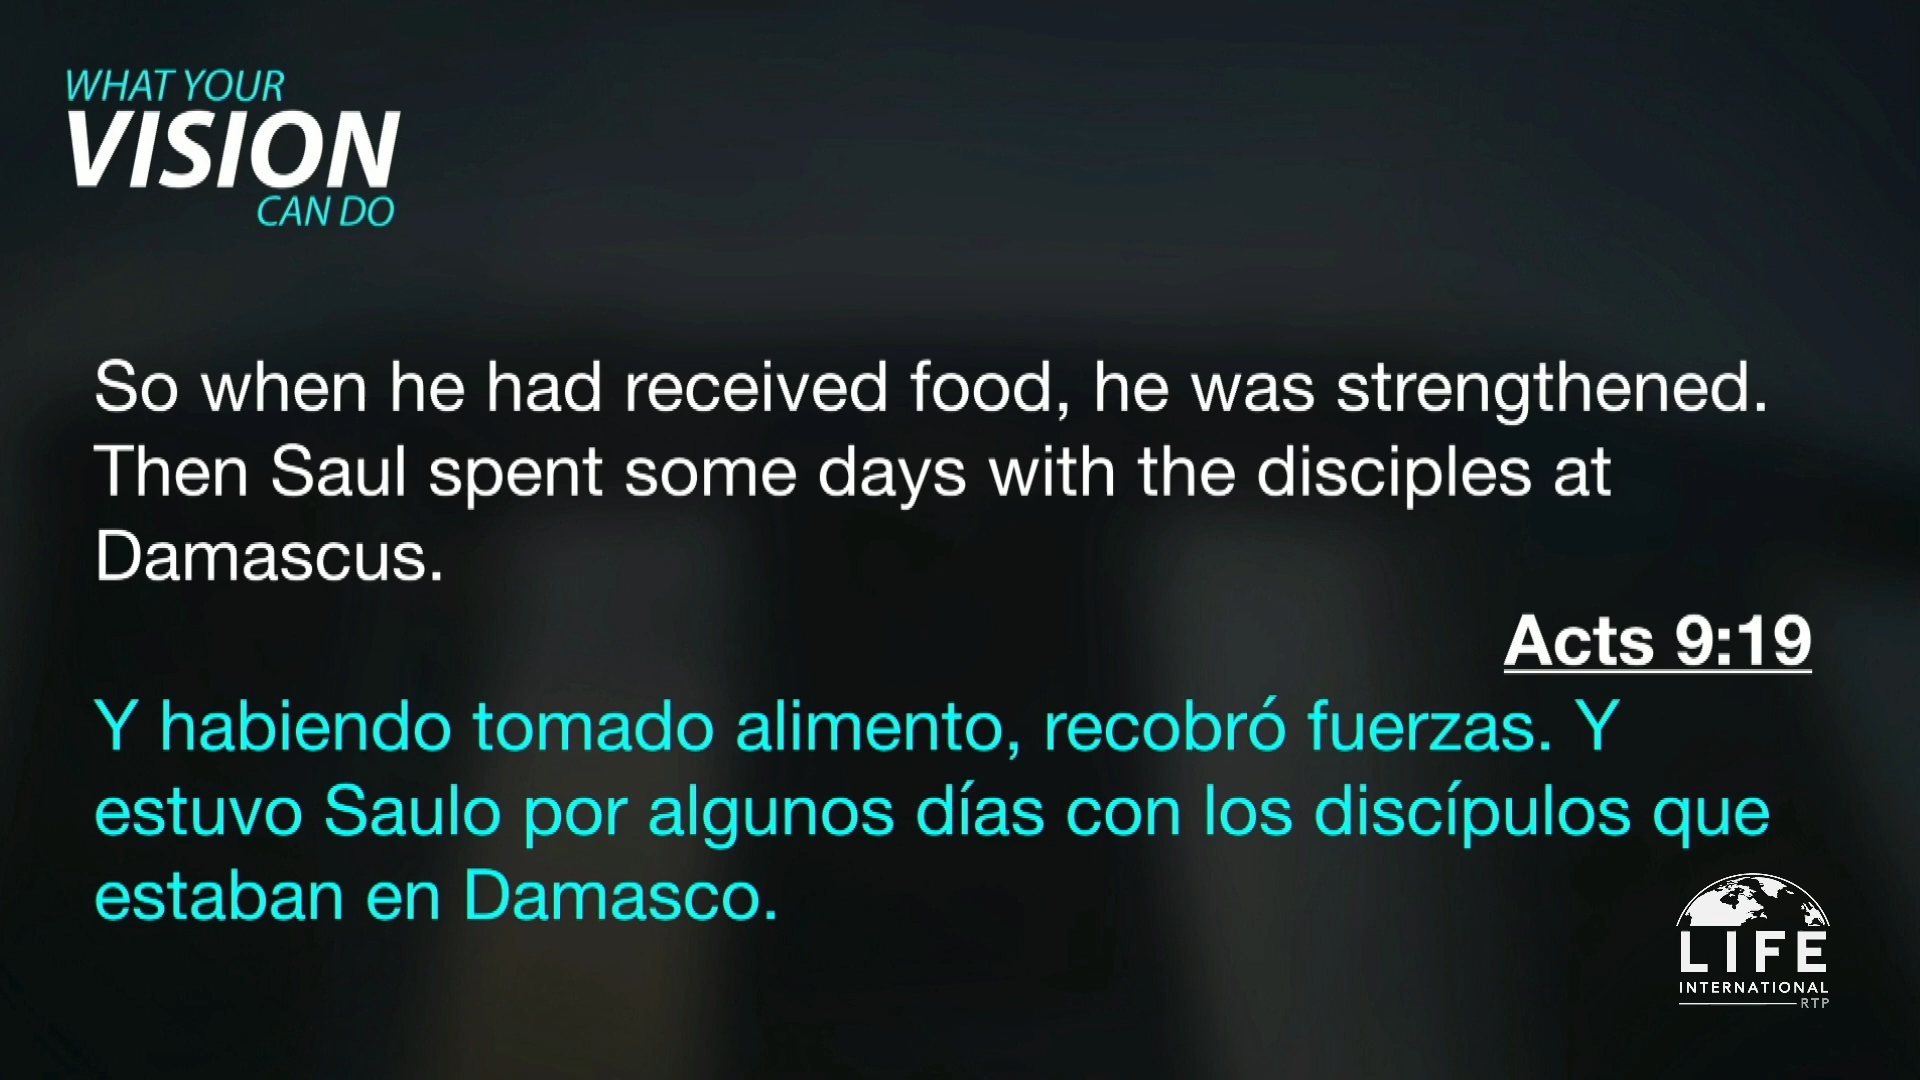 WHAT YOUR
VISION
CAN DO
So when he had received food, he was strengthened.
Then Saul spent some days with the disciples at
Damascus.
Acts 9:19
Y habiendo tomado alimento, recobró fuerzas. Y
estuvo Saulo por algunos días con los discípulos que
estaban en Damasco.
LIFE
INTERNATIONAL
RTP